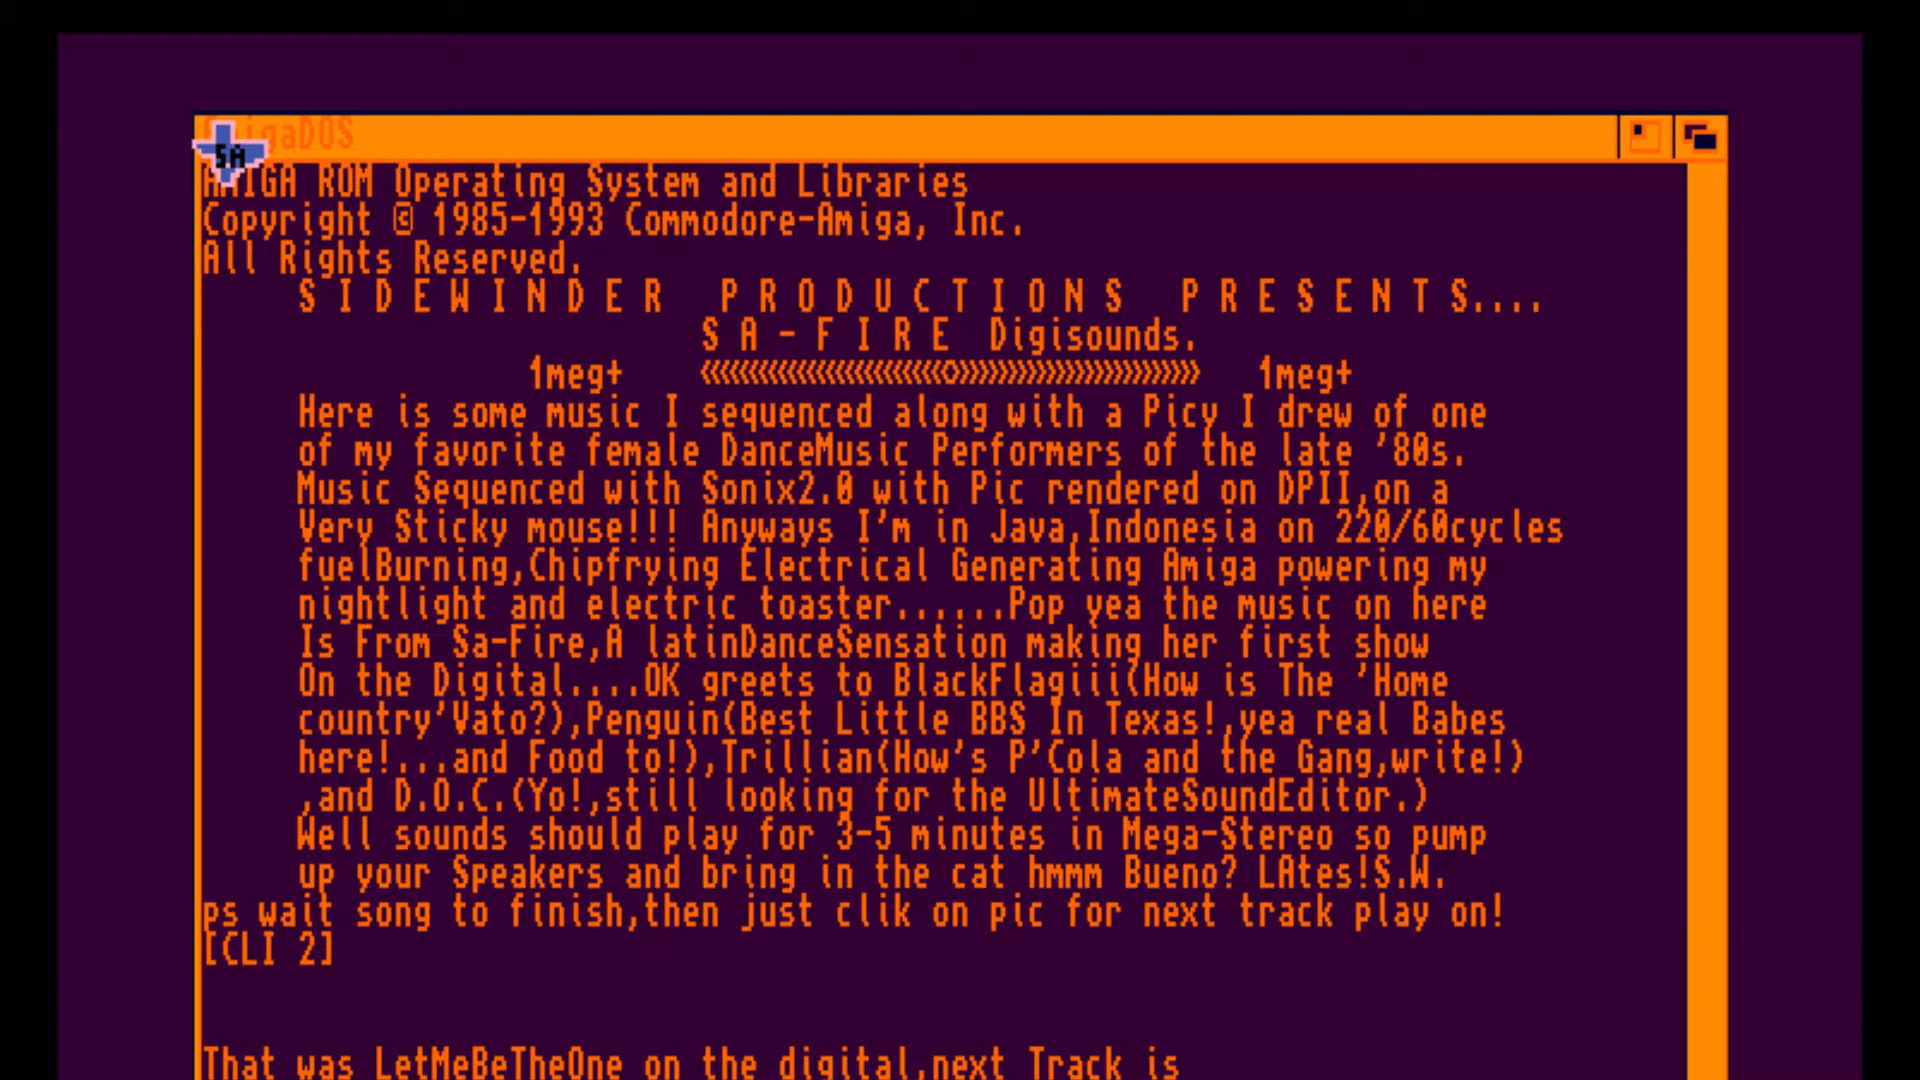 AmigaDOS
SA
AMIGA ROM Operating System and Libraries
Copyright © 1985-1993 Commodore-Amiga, Inc.
All Rights Reserved.
S I D E W I N D E R   P R O D U C T I O N S   P R E S E N T S....
S A - F I R E  Digisounds.
1meg+    <<<<<<<<<<<<<<<<<<<<<<<<<O>>>>>>>>>>>>>>>>>>>>>>>>>   1meg+
Here is some music I sequenced along with a Picy I drew of one
of my favorite female DanceMusic Performers of the late '80s.
Music Sequenced with Sonix2.0 with Pic rendered on DPII,on a
Very Sticky mouse!!! Anyways I'm in Java,Indonesia on 220/60cycles
fuelBurning,Chipfrying Electrical Generating Amiga powering my
nightlight and electric toaster......Pop yea the music on here
Is From Sa-Fire,A latinDanceSensation making her first show
On the Digital....OK greets to BlackFlagiii(How is The 'Home
country'Vato?),Penguin(Best Little BBS In Texas!,yea real Babes
here!...and Food to!),Trillian(How's P'Cola and the Gang,write!)
,and D.O.C.(Yo!,still looking for the UltimateSoundEditor.)
Well sounds should play for 3-5 minutes in Mega-Stereo so pump
up your Speakers and bring in the cat hmmm Bueno? LAtes!S.W.
ps wait song to finish,then just clik on pic for next track play on!
[CLI 2]
That was LetMeBeTheOne on the digital,next Track is